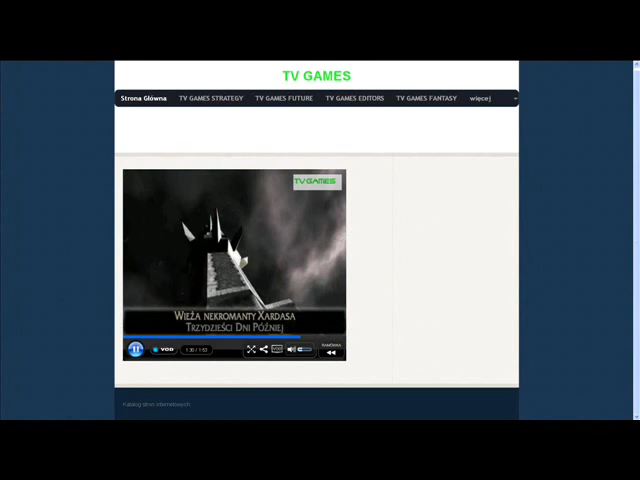 TV GAMES
Strona Główna TV GAMES STRATEGY TV GAMES FUTURE TV GAMES EDITORS TV GAMES FANTASY więcej
TV-GAMES
Wieża nekromanty Xardasa
Trzydzieści Dni Później
VOD 1:30 / 1:53
Katalog stron internetowych